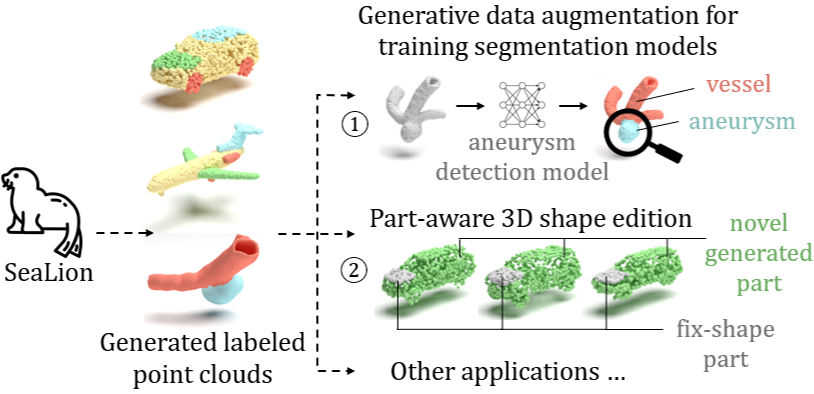 Generative data augmentation for
training segmentation models
①
vessel
aneurysm
aneurysm
detection model
SeaLion
Generated labeled
point clouds
Part-aware 3D shape edition
②
novel
generated
part
fix-shape
part
Other applications ...